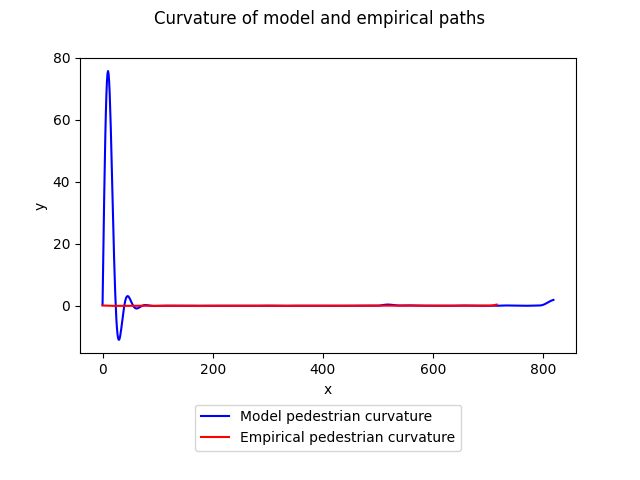 Curvature of model and empirical paths
80
60
40
20
0
y
0 200 400 600 800
x
Model pedestrian curvature
Empirical pedestrian curvature